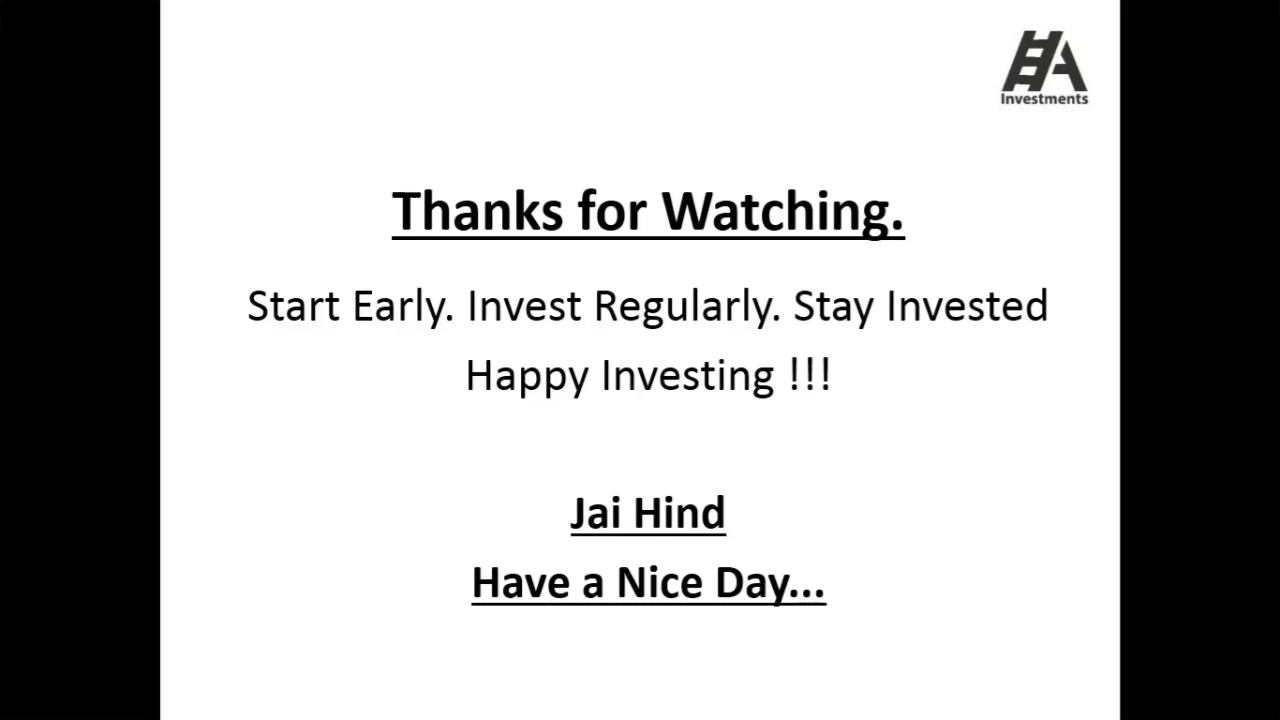 Investments
Thanks for Watching.
Start Early. Invest Regularly. Stay Invested
Happy Investing !!!
Jai Hind
Have a Nice Day...